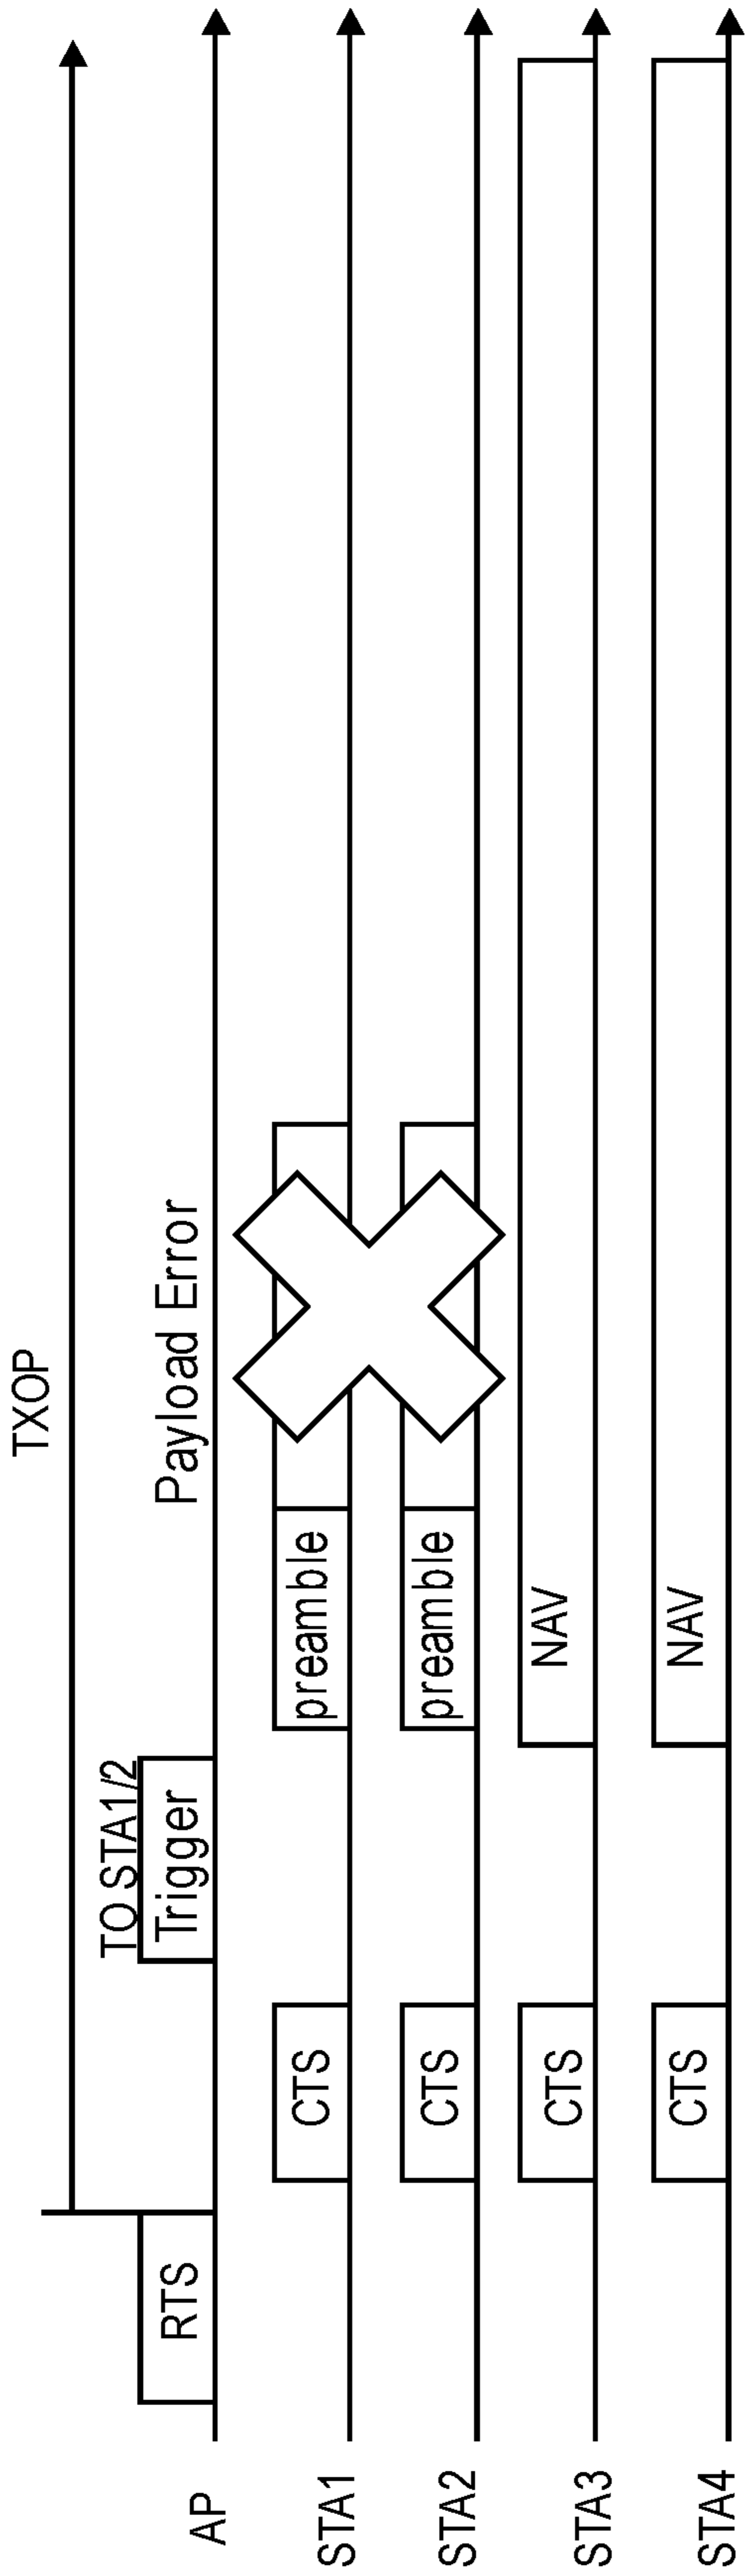 TXOP
TO STA1/2
Payload Error
AP
RTS
Trigger
STA1
CTS
preamble
STA2
CTS
preamble
STA3
CTS
NAV
STA4
CTS
NAV